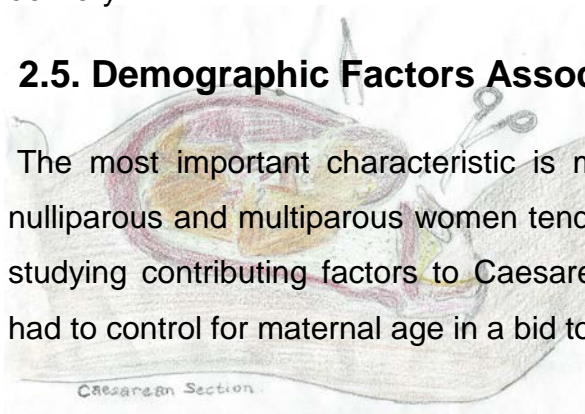 2.5. Demographic Factors Assoc
The most important characteristic is m
nulliparous and multiparous women tend
studying contributing factors to Caesare
had to control for maternal age in a bid to
Caesarean Section